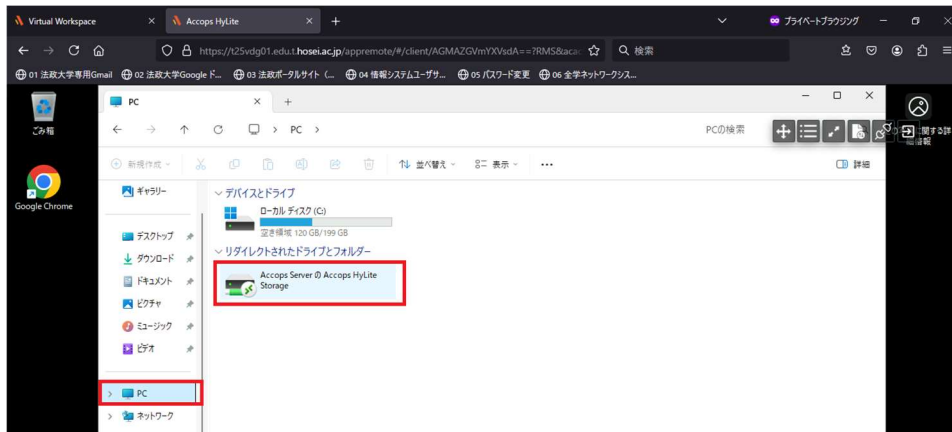 Virtual Workspace
Accops HyLite
プライベートブラウジング
https://t25vdg01.edu.t.hosei.ac.jp/appremote/#/client/AGMAZGVmYXVsdA==?RMS&aca
検索
01 法政大学専用Gmail
02 法政大学Google ド...
03 法政ポータルサイト (...
04 情報システムユーザサ...
05 パスワード変更
06 全学ネットワークシス...
ごみ箱
Google Chrome
PC
PC
PCの検索
に関する詳
細情報
新規作成
並べ替え
表示
詳細
ギャラリー
デスクトップ
ダウンロード
ドキュメント
ピクチャ
ミュージック
ビデオ
PC
ネットワーク
デバイスとドライブ
ローカル ディスク (C:)
空き領域 120 GB/199 GB
リダイレクトされたドライブとフォルダー
Accops Server の Accops HyLite
Storage